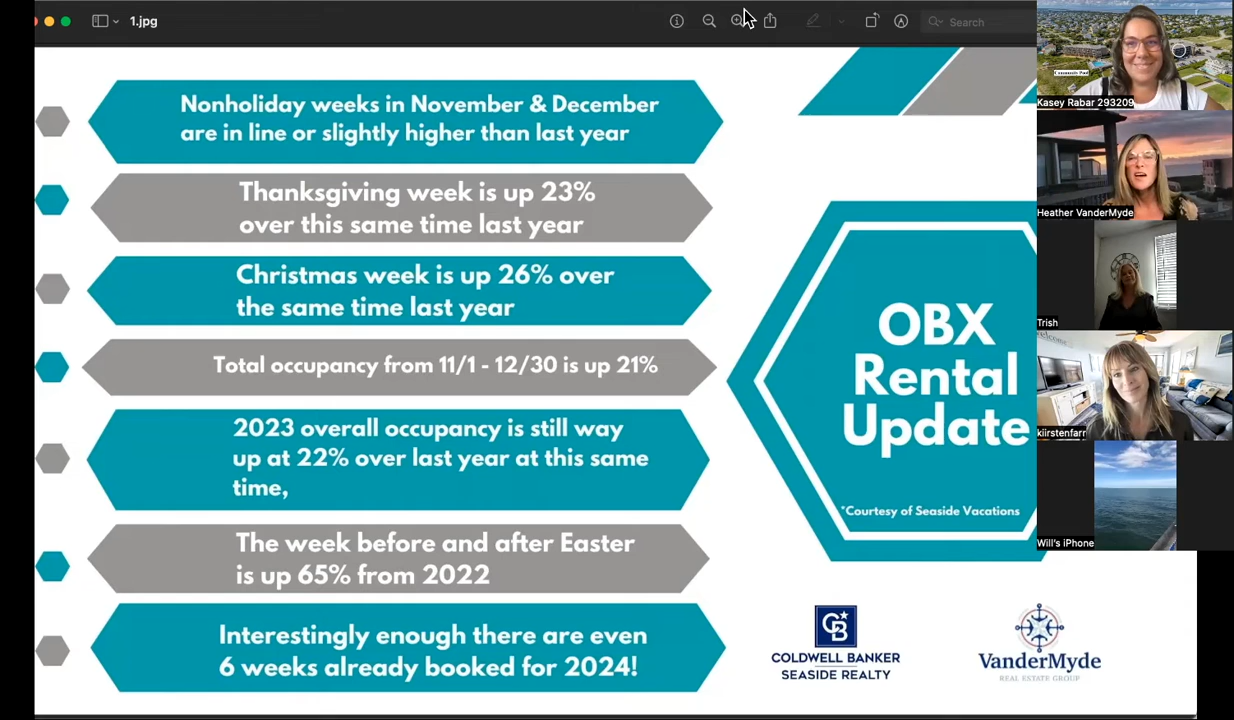 1.jpg
Search
Nonholiday weeks in November & December
are in line or slightly higher than last year
Thanksgiving week is up 23%
over this same time last year
Christmas week is up 26% over
the same time last year
Total occupancy from 11/1 - 12/30 is up 21%
2023 overall occupancy is still way
up at 22% over last year at this same
time,
The week before and after Easter
is up 65% from 2022
Interestingly enough there are even
6 weeks already booked for 2024!
OBX
Rental
Update
*Courtesy of Seaside Vacations
CB
COLDWELL BANKER
SEASIDE REALTY
VanderMyde
REAL ESTATE GROUP
Community Pool
Kasey Rabar 293209
Heather VanderMyde
Trish
kiirstenfarr
Will's iPhone